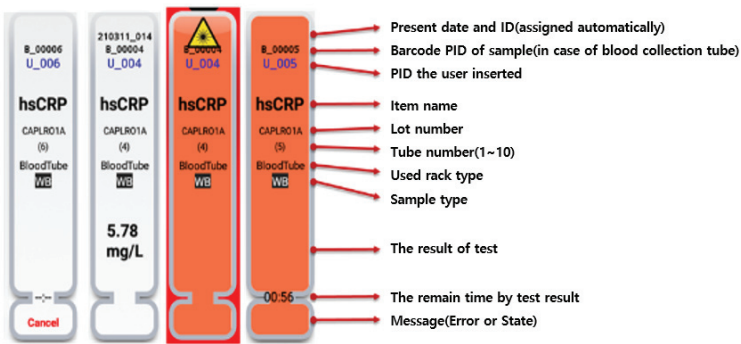 B_00006
U_006
hsCRP
CAPLR01A
(6)
BloodTube
WB
--:--
Cancel
210311_014
B_00004
U_004
hsCRP
CAPLR01A
(4)
BloodTube
WB
5.78
mg/L
B_00004
U_004
hsCRP
CAPLR01A
(4)
BloodTube
WB
B_00005
U_005
hsCRP
CAPLR01A
(5)
BloodTube
WB
00:56
Present date and ID(assigned automatically)
Barcode PID of sample(in case of blood collection tube)
PID the user inserted
Item name
Lot number
Tube number(1~10)
Used rack type
Sample type
The result of test
The remain time by test result
Message(Error or State)